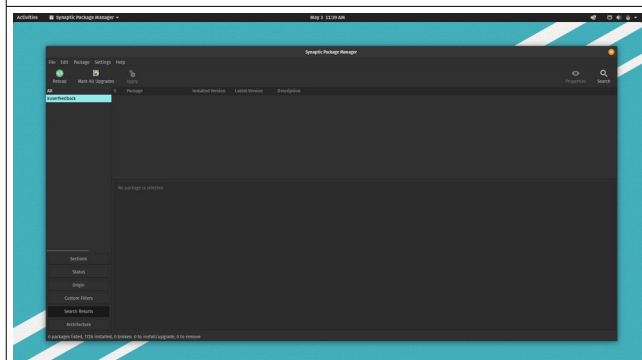 Activities Synaptic Package Manager May 3 11:39 AM
Synaptic Package Manager
File Edit Package Settings Help
Reload Mark All Upgrades Apply Properties Search
All S Package Installed Version Latest Version Description
No package is selected.
Sections
Status
Origin
Custom Filters
Search Results
Architecture
0 packages listed, installed, 0 broken. 0 to install/upgrade, 0 to remove